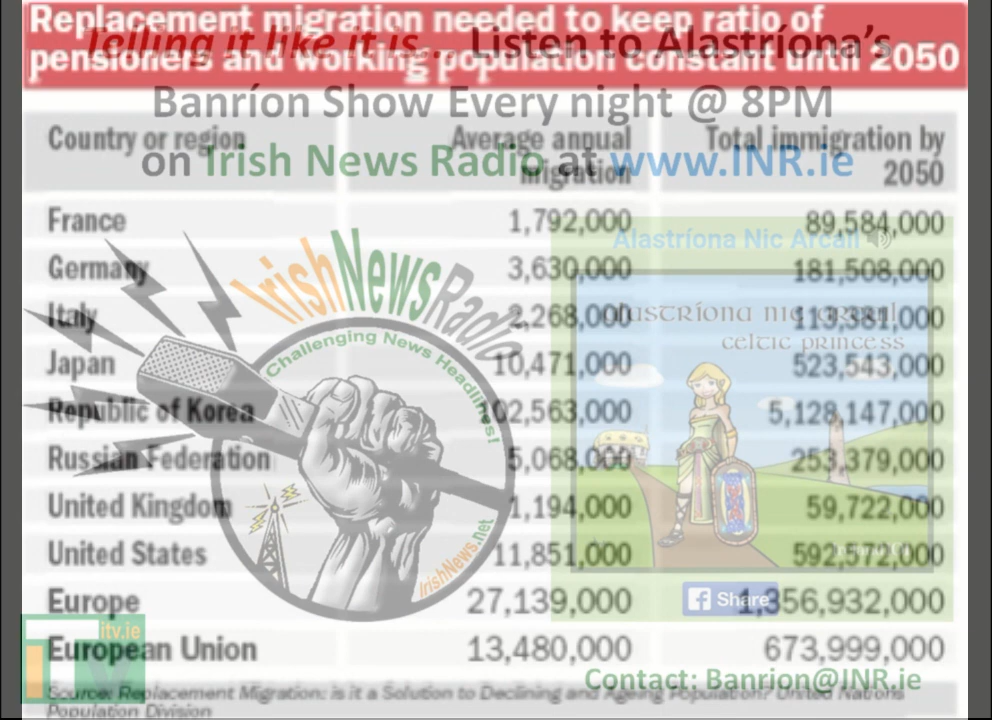 Replacement migration needed to keep ratio of
pensioners and working population constant until 2050
Telling it like it is... Listen to Alastríona's
Banríon Show Every night @ 8PM
on Irish News Radio at www.INR.ie
Country or region Average annual migration Total immigration by 2050
France 1,792,000 89,584,000
Germany 3,630,000 181,508,000
Italy 2,268,000 113,381,000
Japan 10,471,000 523,543,000
Republic of Korea 102,563,000 5,128,147,000
Russian Federation 5,068,000 253,379,000
United Kingdom 1,194,000 59,722,000
United States 11,851,000 592,572,000
Europe 27,139,000 1,356,932,000
European Union 13,480,000 673,999,000
Source: Replacement Migration: is it a Solution to Declining and Ageing Population? United Nations
Population Division
Irish News Radio
Challenging News Headlines!
IrishNews.net
Alastríona Nic Arcail
alastríona nic arcail
celtic princess
Share
itv.ie
Contact: Banrion@INR.ie